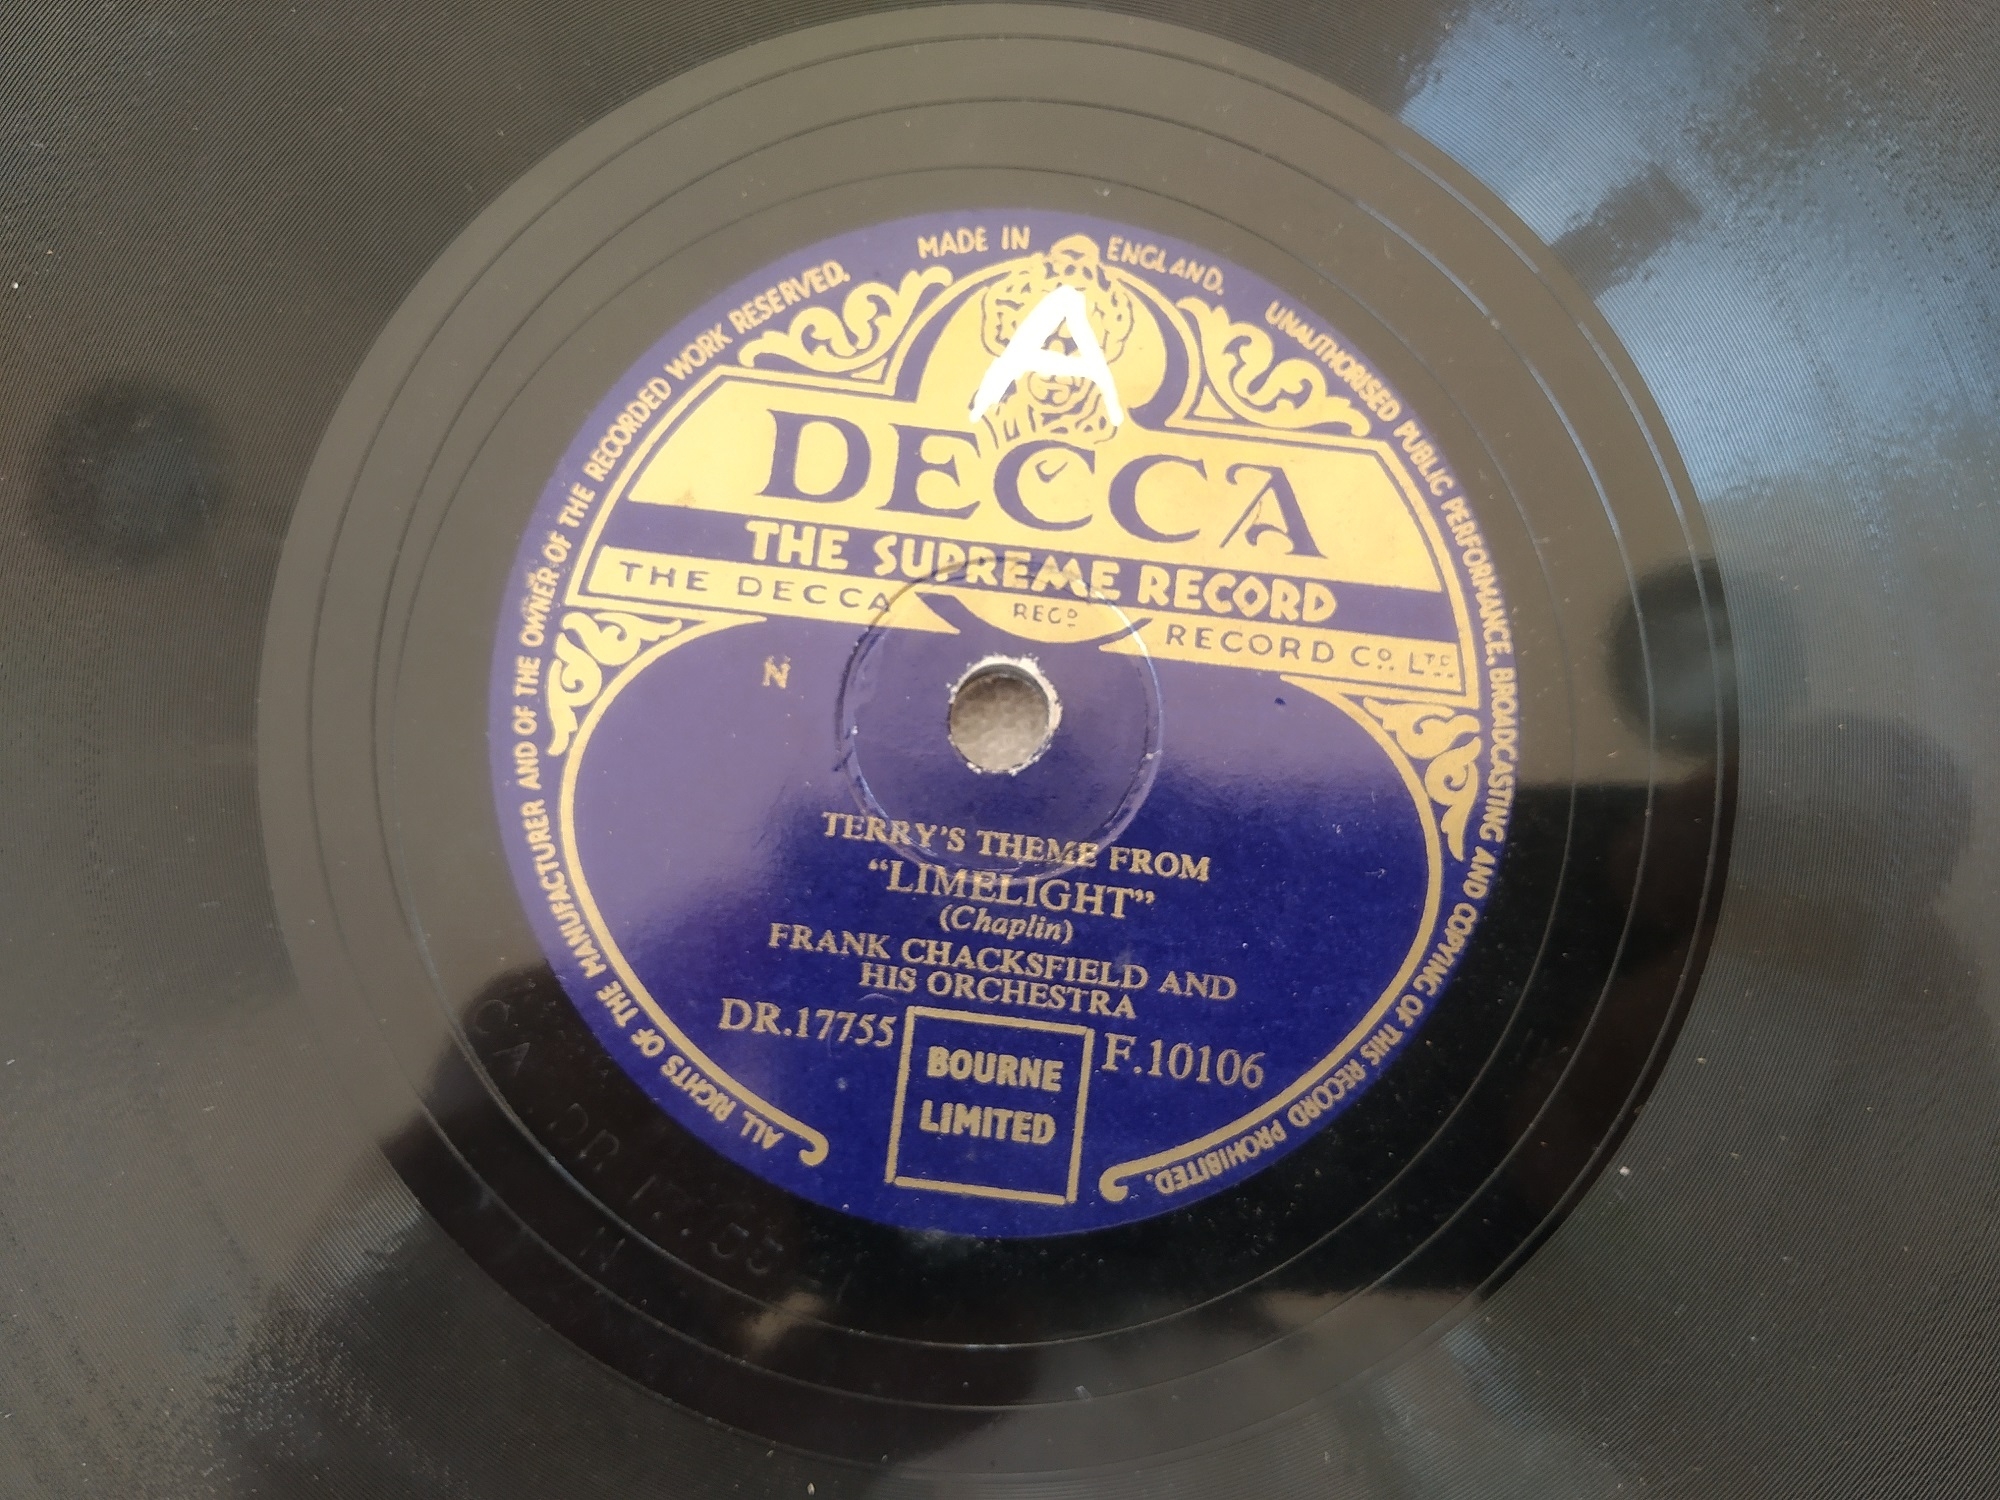 ALL RIGHTS OF THE MANUFACTURER AND OF THE OWNER OF THE RECORDED WORK RESERVED. MADE IN ENGLAND. UNAUTHORISED PUBLIC PERFORMANCE, BROADCASTING AND COPYING OF THIS RECORD PROHIBITED.
A
DECCA
THE SUPREME RECORD
THE DECCA REGD RECORD CO. LTD.
N
TERRY'S THEME FROM
“LIMELIGHT”
(Chaplin)
FRANK CHACKSFIELD AND
HIS ORCHESTRA
DR.17755 F.10106
BOURNE
LIMITED